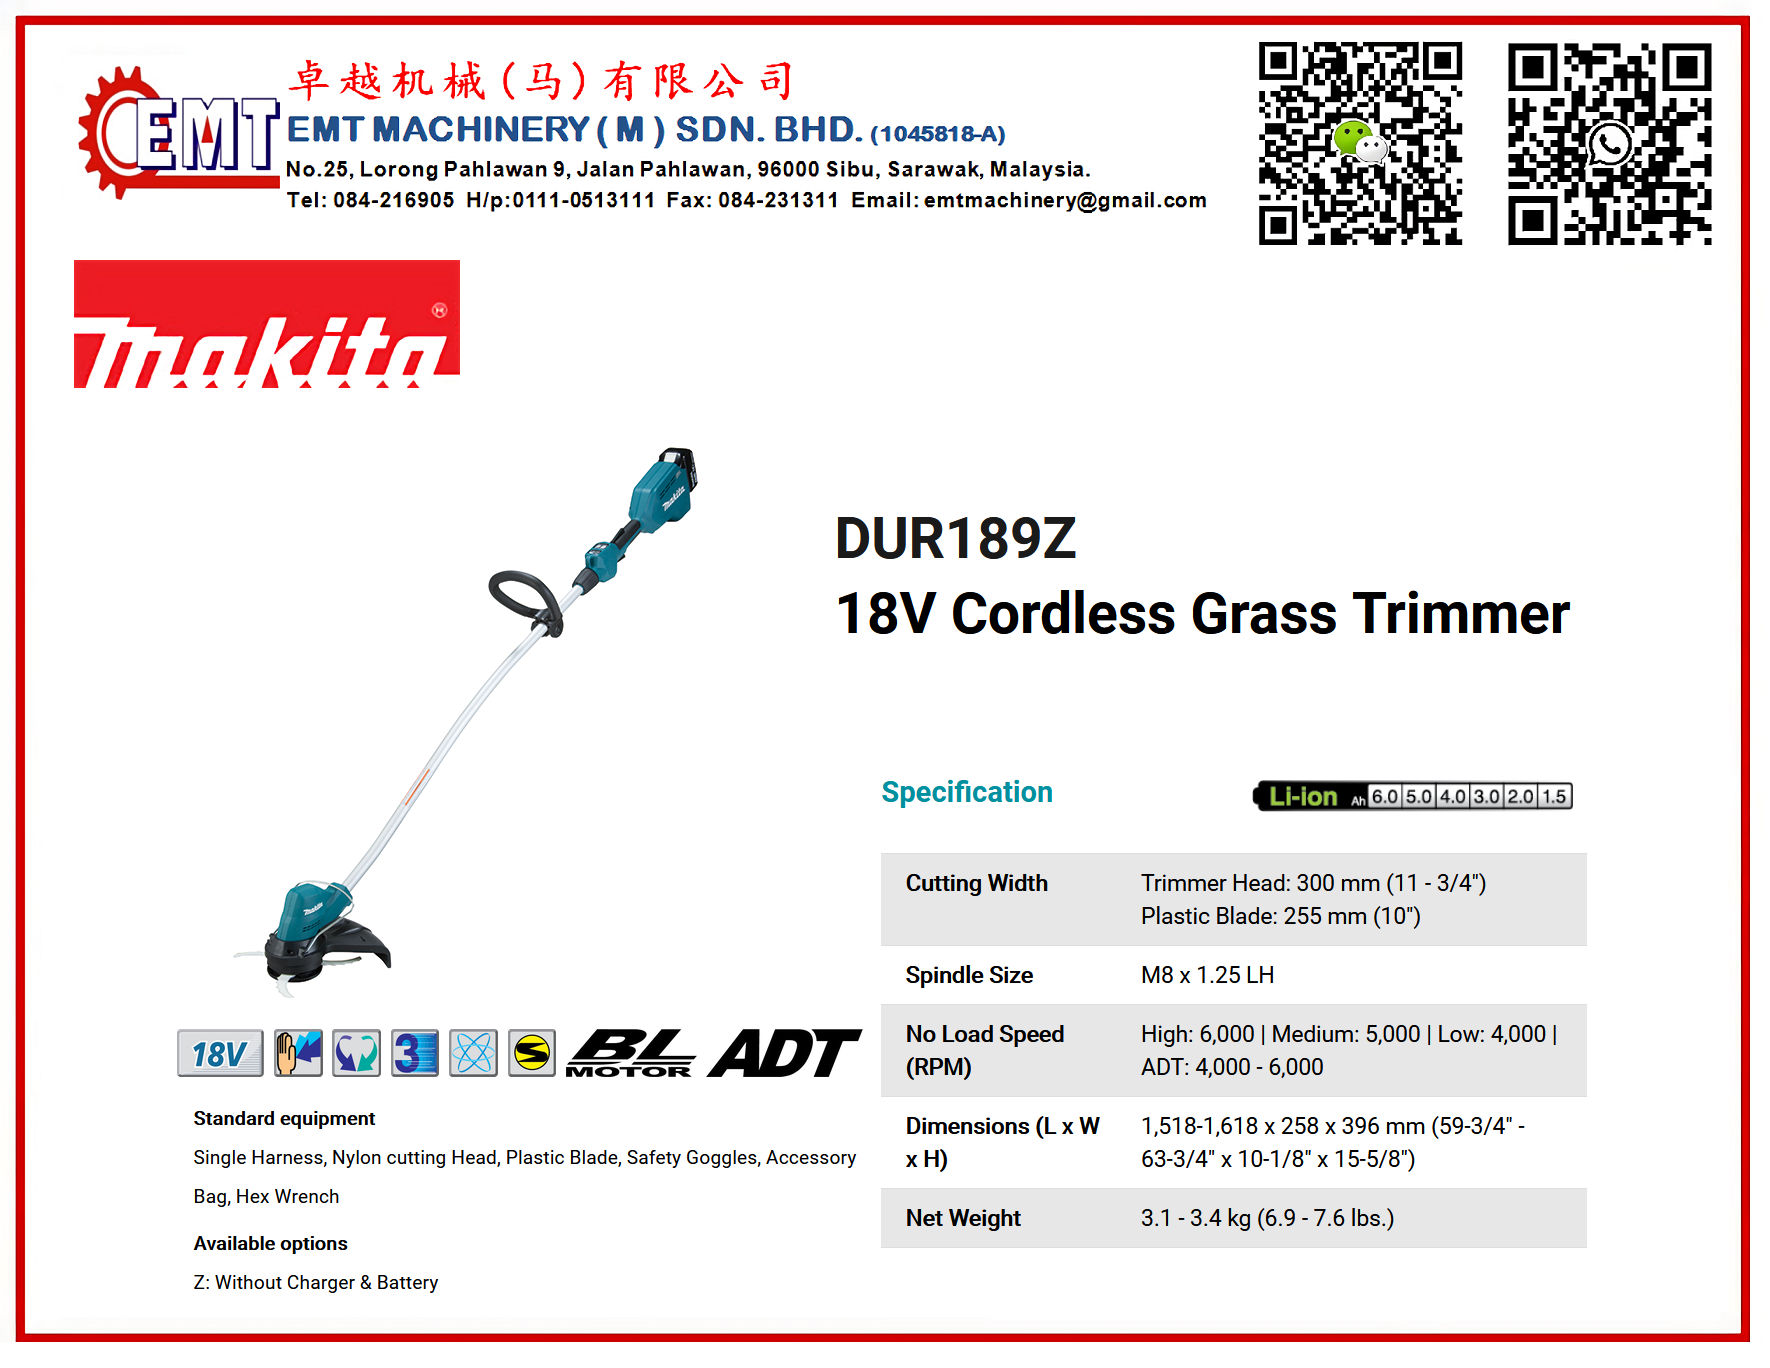 卓越机械(马)有限公司
EMT
EMT MACHINERY ( M ) SDN. BHD. (1045818-A)
No.25, Lorong Pahlawan 9, Jalan Pahlawan, 96000 Sibu, Sarawak, Malaysia.
Tel: 084-216905 H/p:0111-0513111 Fax: 084-231311 Email: emtmachinery@gmail.com
makita
Makita
DUR189Z
18V Cordless Grass Trimmer
Makita
Specification
Li-ion Ah 6.0 5.0 4.0 3.0 2.0 1.5
Cutting Width
Trimmer Head: 300 mm (11 - 3/4")
Plastic Blade: 255 mm (10")
Spindle Size
M8 x 1.25 LH
No Load Speed
(RPM)
High: 6,000 | Medium: 5,000 | Low: 4,000 |
ADT: 4,000 - 6,000
Dimensions (L x W
x H)
1,518-1,618 x 258 x 396 mm (59-3/4" -
63-3/4" x 10-1/8" x 15-5/8")
Net Weight
3.1 - 3.4 kg (6.9 - 7.6 lbs.)
18V 3 S BL MOTOR ADT
Standard equipment
Single Harness, Nylon cutting Head, Plastic Blade, Safety Goggles, Accessory
Bag, Hex Wrench
Available options
Z: Without Charger & Battery